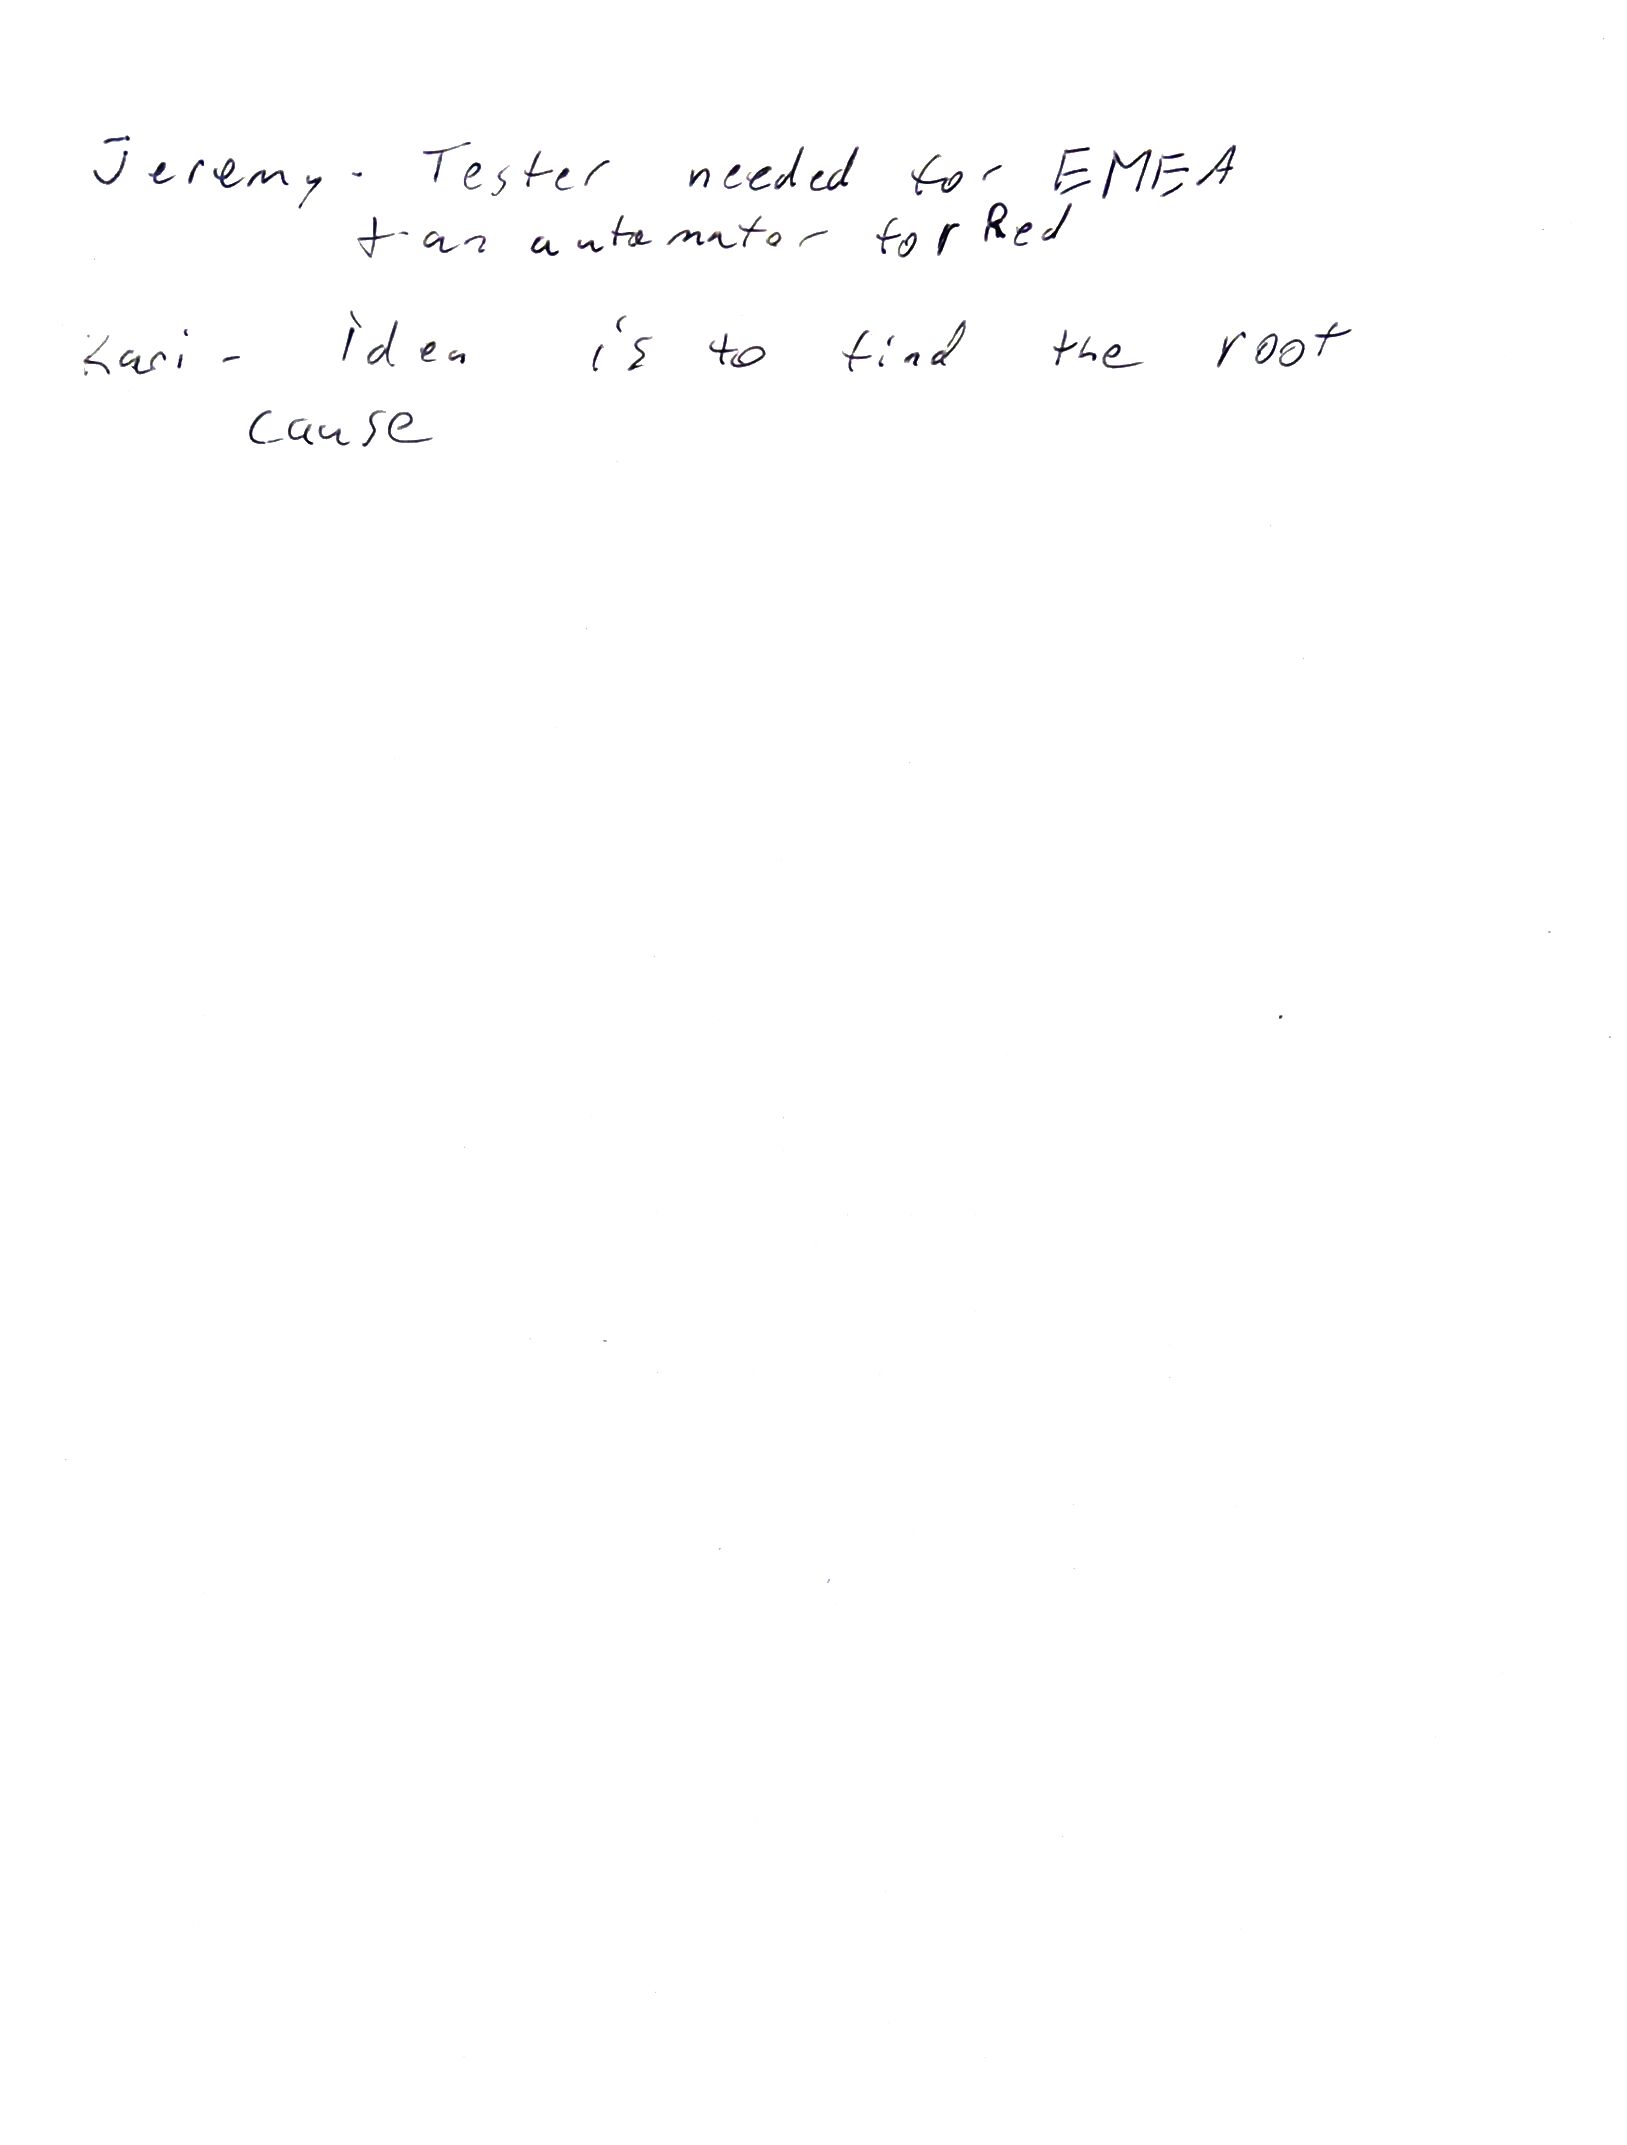 Jeremy - Tester needed for EMEA
+ an automator for Red
Kari - idea is to find the root
cause